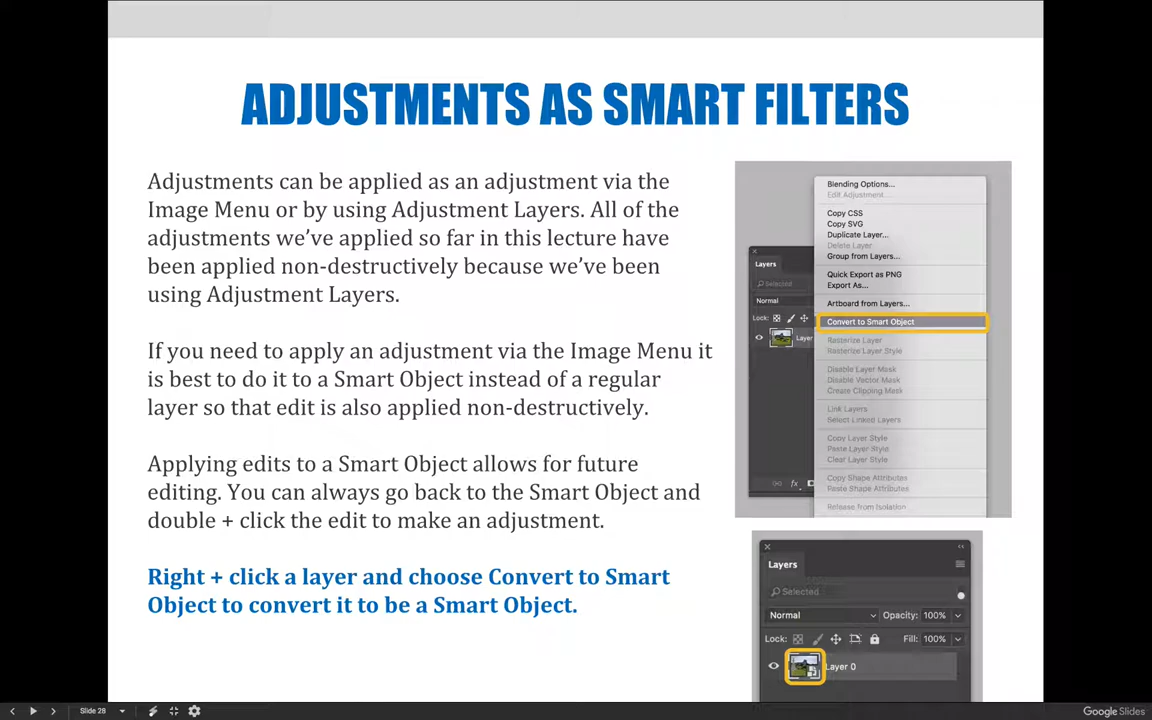 ADJUSTMENTS AS SMART FILTERS
Adjustments can be applied as an adjustment via the
Image Menu or by using Adjustment Layers. All of the
adjustments we've applied so far in this lecture have
been applied non-destructively because we've been
using Adjustment Layers.
If you need to apply an adjustment via the Image Menu it
is best to do it to a Smart Object instead of a regular
layer so that edit is also applied non-destructively.
Applying edits to a Smart Object allows for future
editing. You can always go back to the Smart Object and
double + click the edit to make an adjustment.
Right + click a layer and choose Convert to Smart
Object to convert it to be a Smart Object.
Blending Options...
Edit Adjustment...
Copy CSS
Copy SVG
Duplicate Layer...
Delete Layer
Group from Layers...
Quick Export as PNG
Export As...
Artboard from Layers...
Convert to Smart Object
Rasterize Layer
Rasterize Layer Style
Disable Layer Mask
Disable Vector Mask
Create Clipping Mask
Link Layers
Select Linked Layers
Copy Layer Style
Paste Layer Style
Clear Layer Style
Copy Shape Attributes
Paste Shape Attributes
Release from Isolation
Layers
Selected
Normal
Lock:
Layer
fx
Layers
Selected
Normal Opacity: 100%
Lock: Fill: 100%
Layer 0
Slide 28
Google Slides